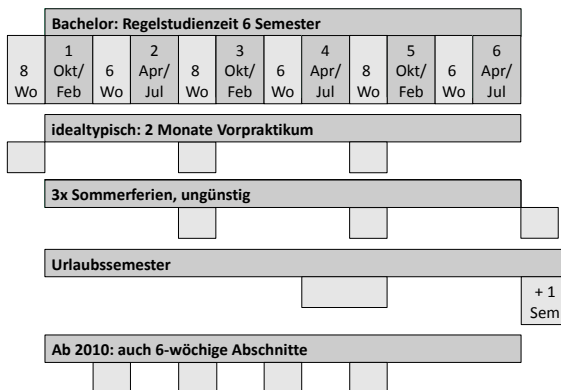 Bachelor: Regelstudienzeit 6 Semester
1 2 3 4 5 6
8 Okt/ 6 Apr/ 8 Okt/ 6 Apr/ 8 Okt/ 6 Apr/
Wo Feb Wo Jul Wo Feb Wo Jul Wo Feb Wo Jul
idealtypisch: 2 Monate Vorpraktikum
3x Sommerferien, ungünstig
Urlaubssemester
+ 1
Sem
Ab 2010: auch 6-wöchige Abschnitte